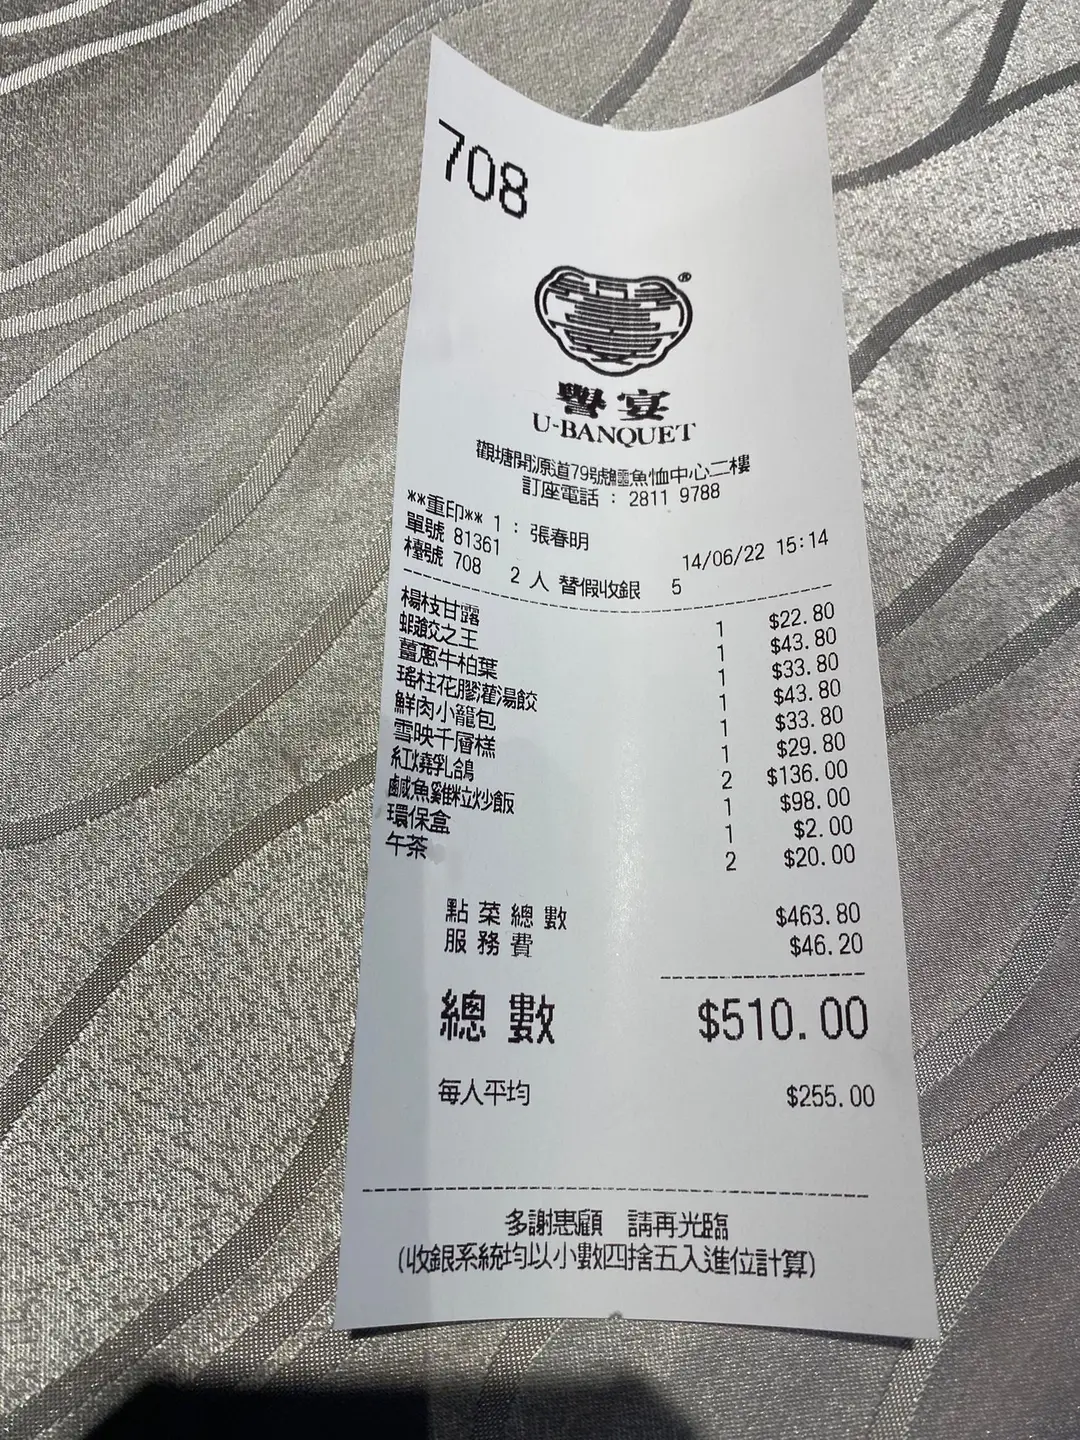 708
®
譽宴
U-BANQUET
觀塘開源道79號鱷魚恤中心二樓
訂座電話 : 2811 9788
**重印** 1 : 張春明
單號 81361 14/06/22 15:14
檯號 708 2 人 替假收銀 5
楊枝甘露 1 $22.80
蝦餃之王 1 $43.80
薑蔥牛柏葉 1 $33.80
瑤柱花膠灌湯餃 1 $43.80
鮮肉小籠包 1 $33.80
雪映千層糕 1 $29.80
紅燒乳鴿 2 $136.00
鹹魚雞粒炒飯 1 $98.00
環保盒 1 $2.00
午茶 2 $20.00
點菜總數 $463.80
服務費 $46.20
總數 $510.00
每人平均 $255.00
多謝惠顧 請再光臨
(收銀系統均以小數四捨五入進位計算)